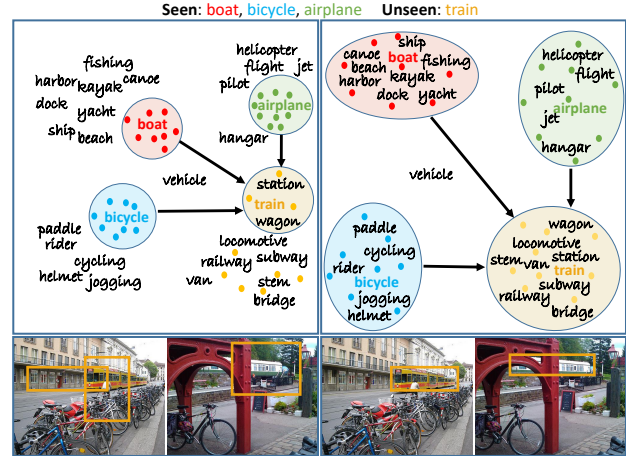 Seen: boat, bicycle, airplane Unseen: train
fishing
harbor
kayak
canoe
dock
yacht
ship
beach
boat
helicopter
flight
jet
pilot
airplane
hangar
vehicle
station
train
wagon
bicycle
paddle
rider
cycling
helmet
jogging
locomotive
railway
subway
van
stem
bridge
ship
canoe
boat
beach
fishing
harbor
kayak
dock
yacht
helicopter
flight
pilot
airplane
jet
hangar
vehicle
paddle
cycling
rider
bicycle
jogging
helmet
wagon
locomotive
stem
van
station
train
subway
railway
bridge